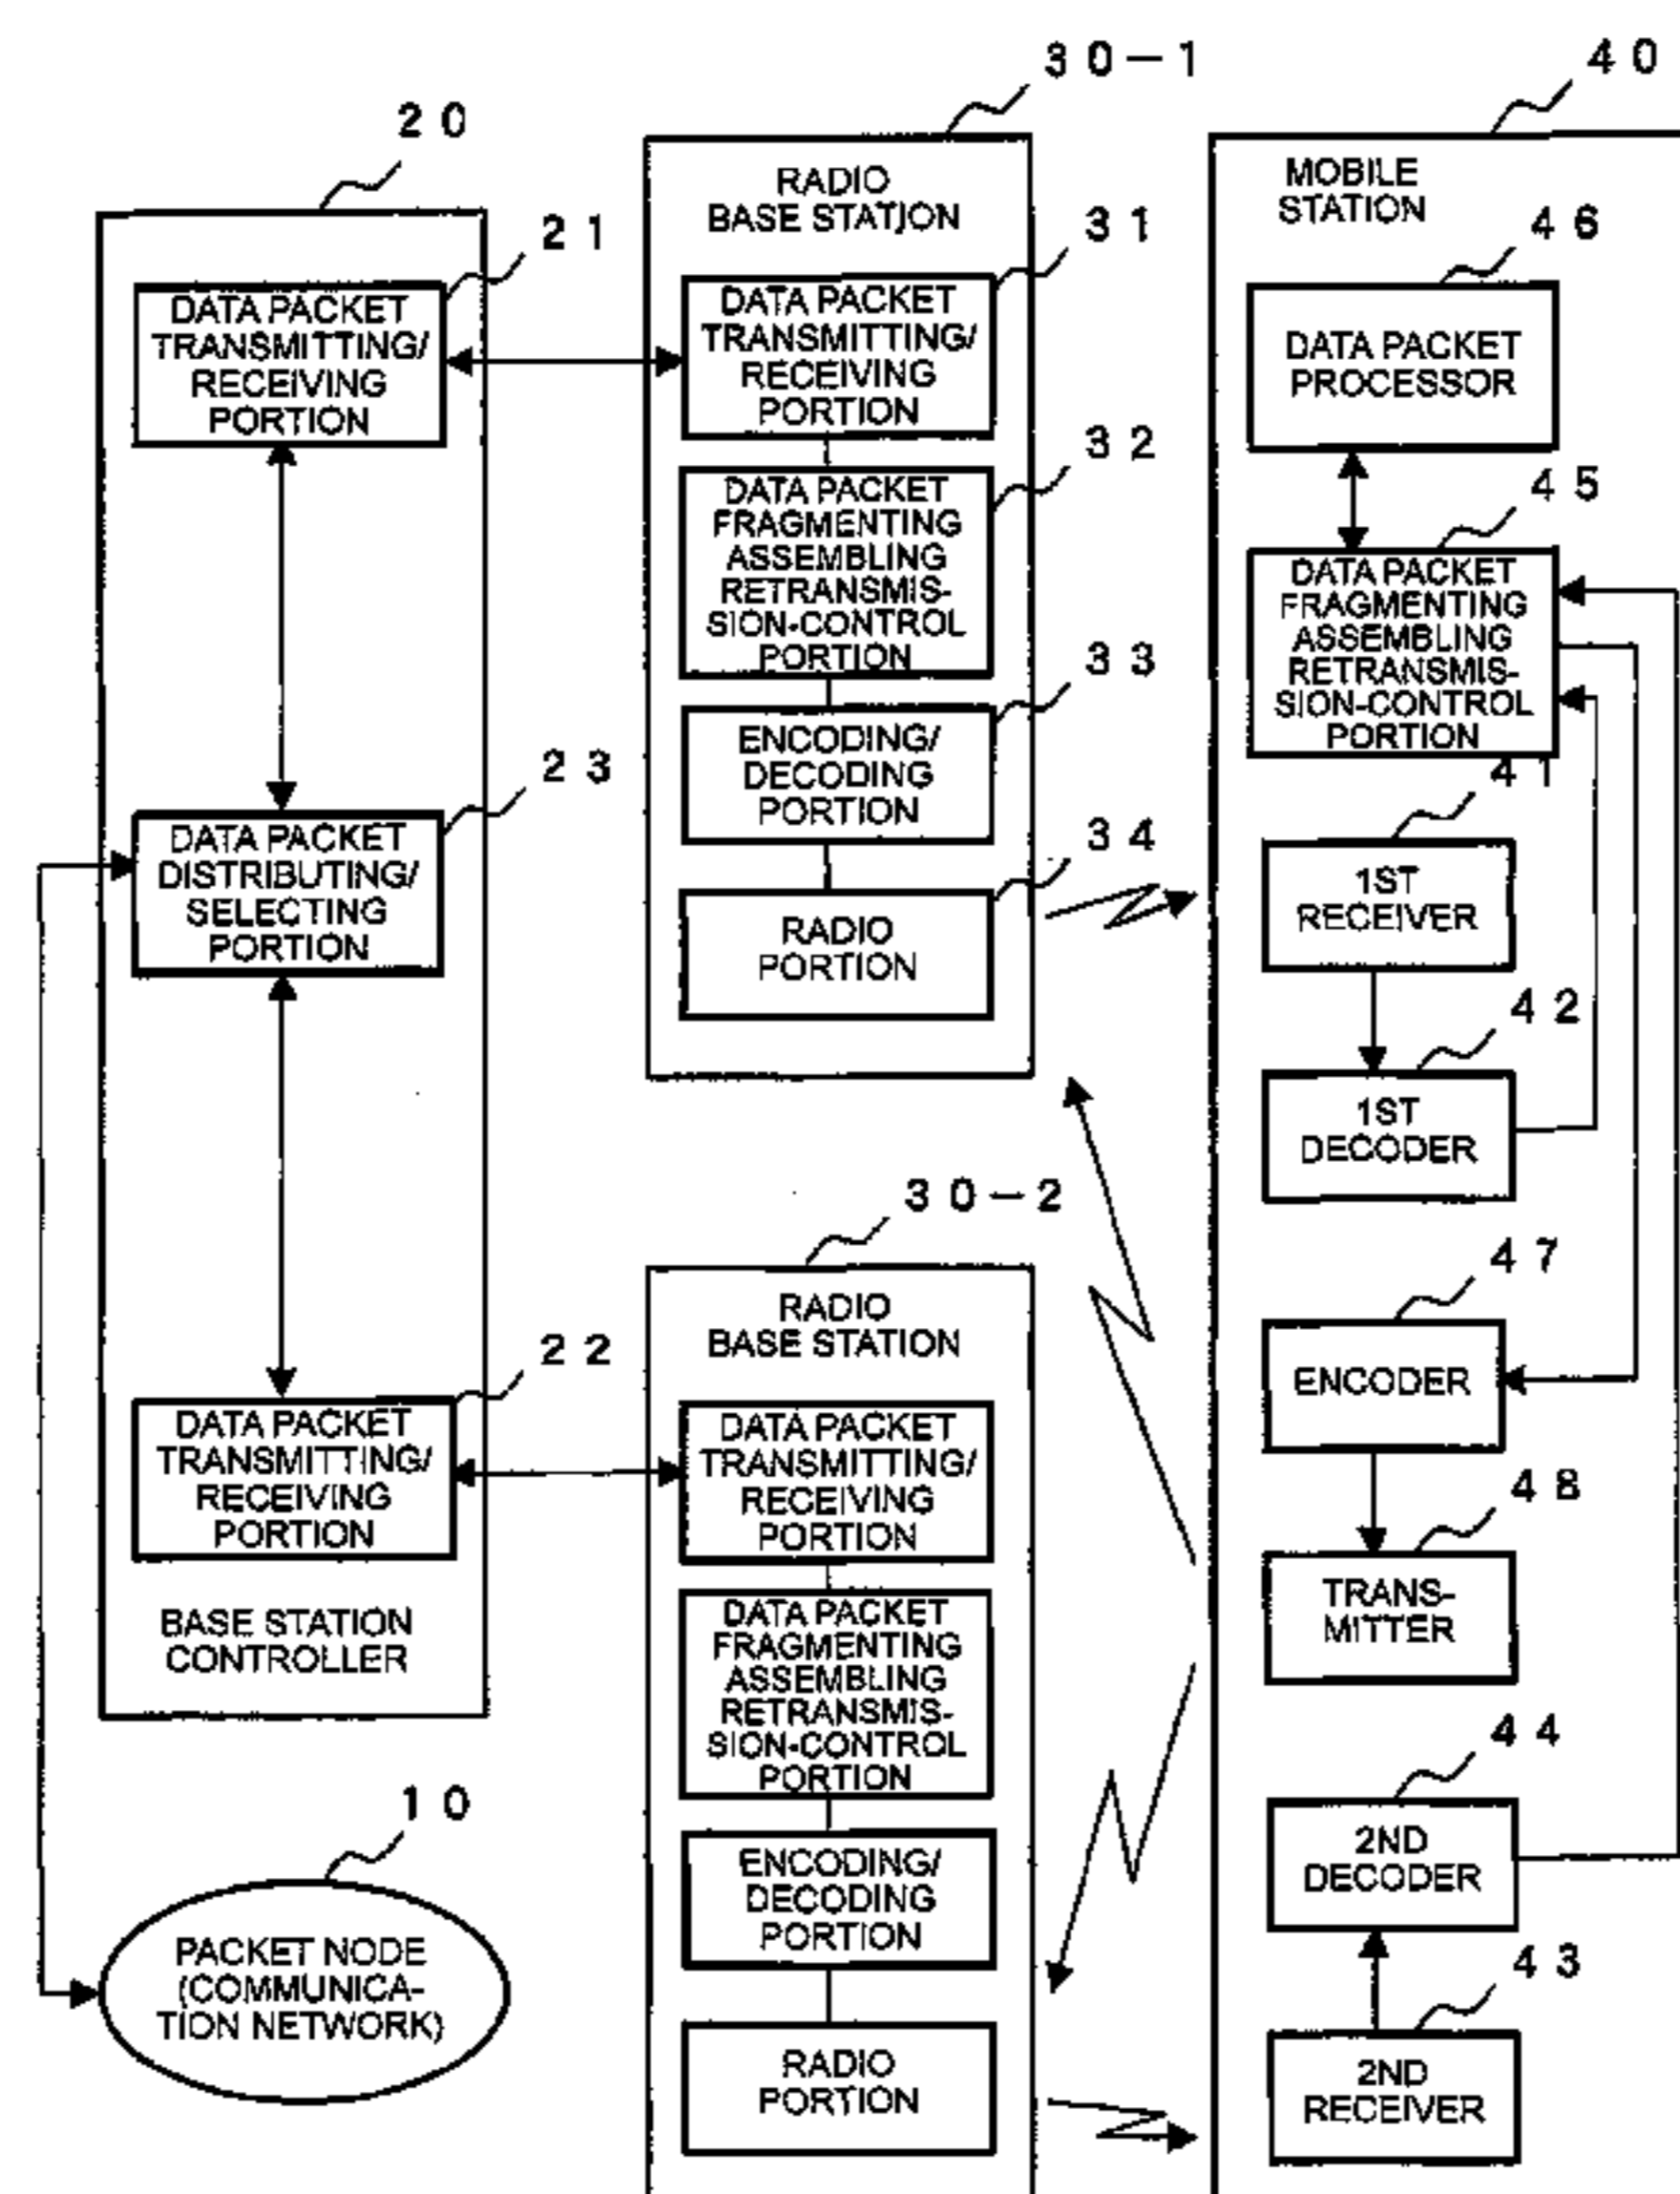 20
21
DATA PACKET
TRANSMITTING/
RECEIVING
PORTION
23
DATA PACKET
DISTRIBUTING/
SELECTING
PORTION
22
DATA PACKET
TRANSMITTING/
RECEIVING
PORTION
BASE STATION
CONTROLLER
10
PACKET NODE
(COMMUNICA-
TION NETWORK)
30-1
RADIO
BASE STATION
31
DATA PACKET
TRANSMITTING/
RECEIVING
PORTION
32
DATA PACKET
FRAGMENTING
ASSEMBLING
RETRANSMIS-
SION-CONTROL
PORTION
33
ENCODING/
DECODING
PORTION
34
RADIO
PORTION
30-2
RADIO
BASE STATION
DATA PACKET
TRANSMITTING/
RECEIVING
PORTION
DATA PACKET
FRAGMENTING
ASSEMBLING
RETRANSMIS-
SION-CONTROL
PORTION
ENCODING/
DECODING
PORTION
RADIO
PORTION
40
MOBILE
STATION
46
DATA PACKET
PROCESSOR
45
DATA PACKET
FRAGMENTING
ASSEMBLING
RETRANSMIS-
SION-CONTROL
PORTION
41
1ST
RECEIVER
42
1ST
DECODER
47
ENCODER
48
TRANS-
MITTER
44
2ND
DECODER
43
2ND
RECEIVER